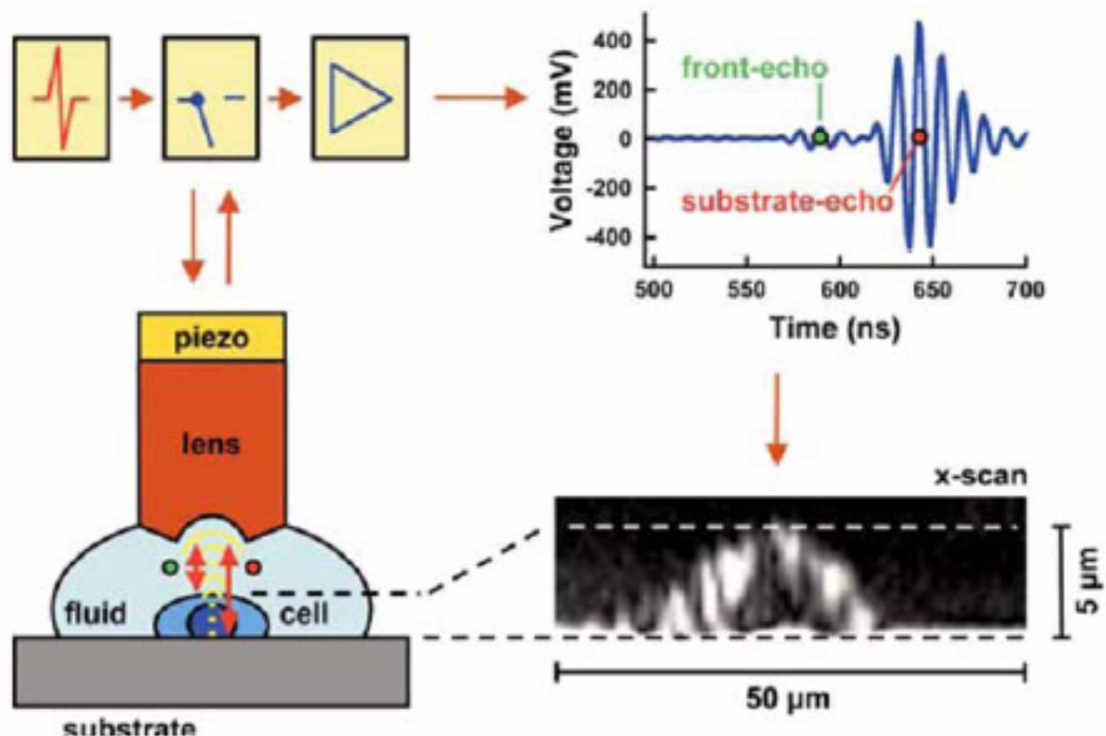 400
200
0
-200
-400
Voltage (mV)
front-echo
substrate-echo
500 550 600 650 700
Time (ns)
piezo
lens
fluid cell
substrate
x-scan
5 µm
50 µm